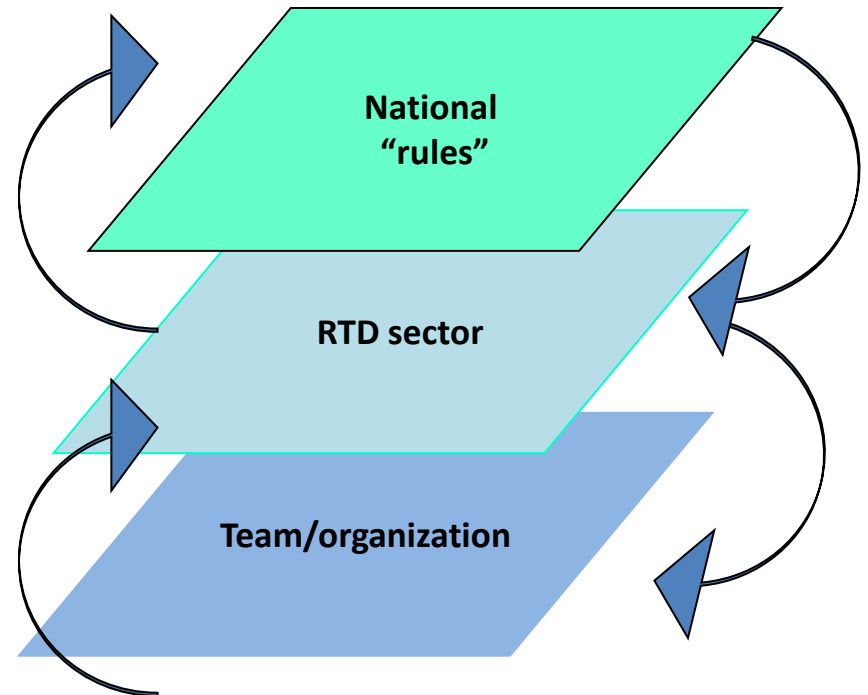 National
“rules”
RTD sector
Team/organization